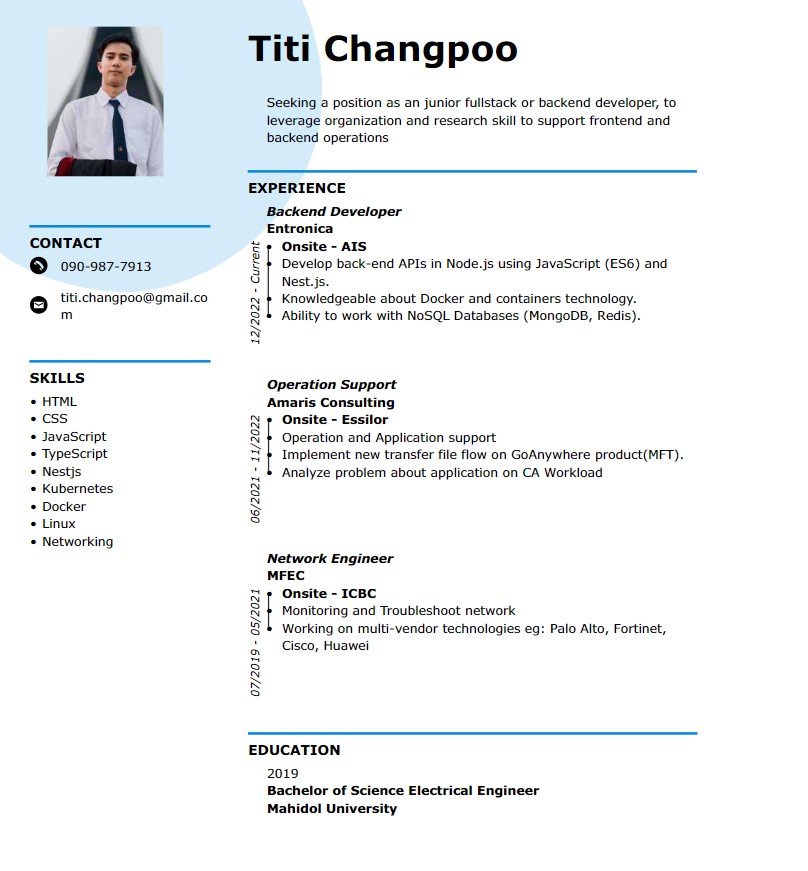 Titi Changpoo
Seeking a position as an junior fullstack or backend developer, to
leverage organization and research skill to support frontend and
backend operations
CONTACT
090-987-7913
titi.changpoo@gmail.co
m
SKILLS
• HTML
• CSS
• JavaScript
• TypeScript
• Nestjs
• Kubernetes
• Docker
• Linux
• Networking
EXPERIENCE
12/2022 - Current
Backend Developer
Entronica
• Onsite - AIS
• Develop back-end APIs in Node.js using JavaScript (ES6) and
Nest.js.
• Knowledgeable about Docker and containers technology.
• Ability to work with NoSQL Databases (MongoDB, Redis).
06/2021 - 11/2022
Operation Support
Amaris Consulting
• Onsite - Essilor
• Operation and Application support
• Implement new transfer file flow on GoAnywhere product(MFT).
• Analyze problem about application on CA Workload
07/2019 - 05/2021
Network Engineer
MFEC
• Onsite - ICBC
• Monitoring and Troubleshoot network
• Working on multi-vendor technologies eg: Palo Alto, Fortinet,
Cisco, Huawei
EDUCATION
2019
Bachelor of Science Electrical Engineer
Mahidol University